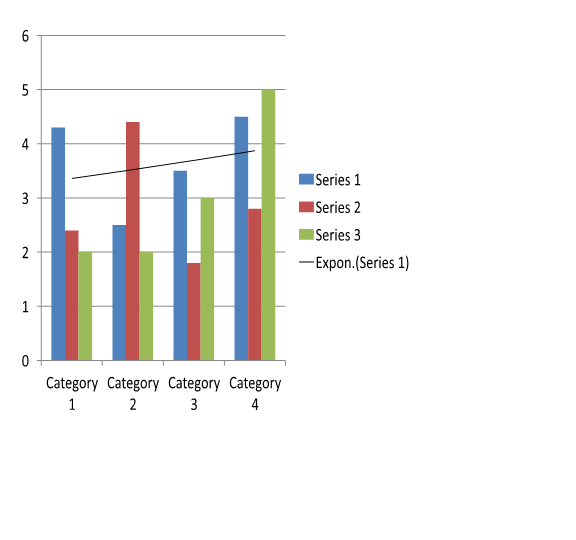 6
5
4
3
2
1
0
Category 1
Category 2
Category 3
Category 4
Series 1
Series 2
Series 3
Expon.(Series 1)